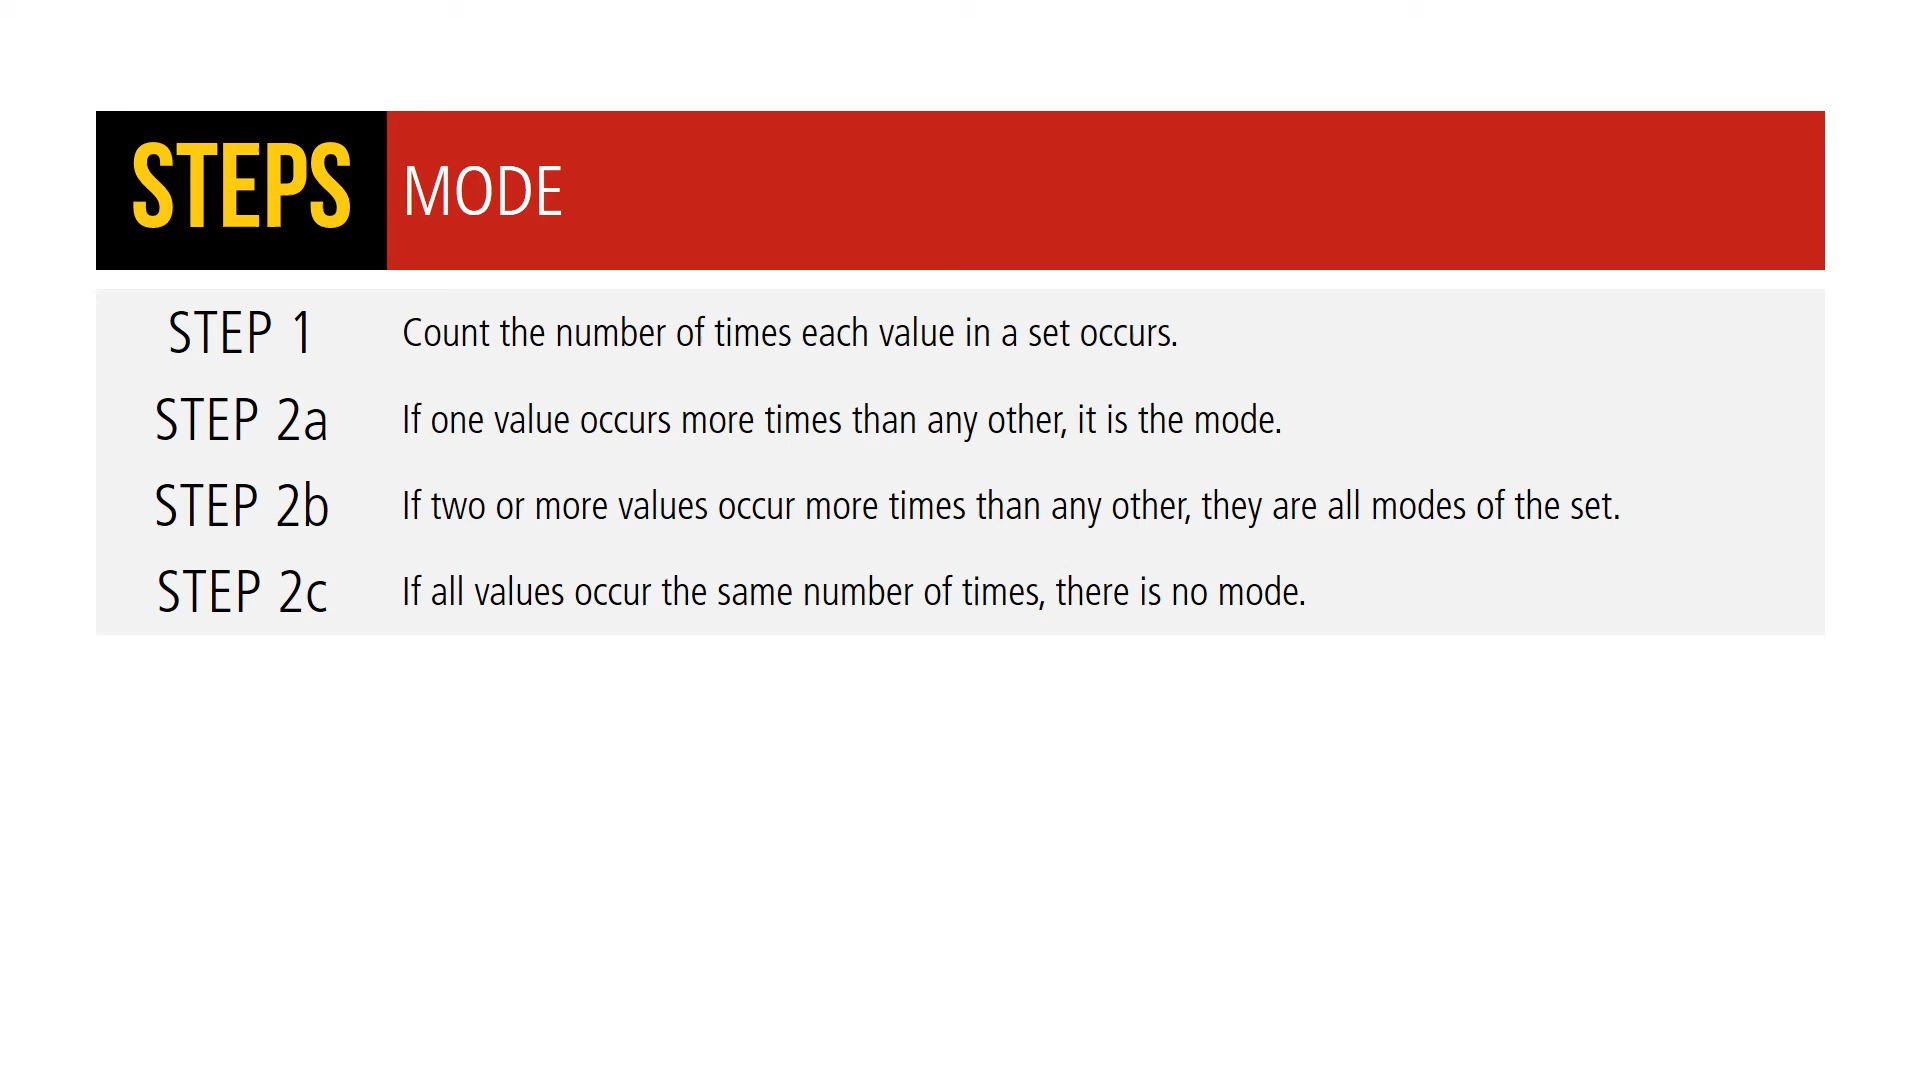 STEPS MODE
STEP 1 Count the number of times each value in a set occurs.
STEP 2a If one value occurs more times than any other, it is the mode.
STEP 2b If two or more values occur more times than any other, they are all modes of the set.
STEP 2c If all values occur the same number of times, there is no mode.